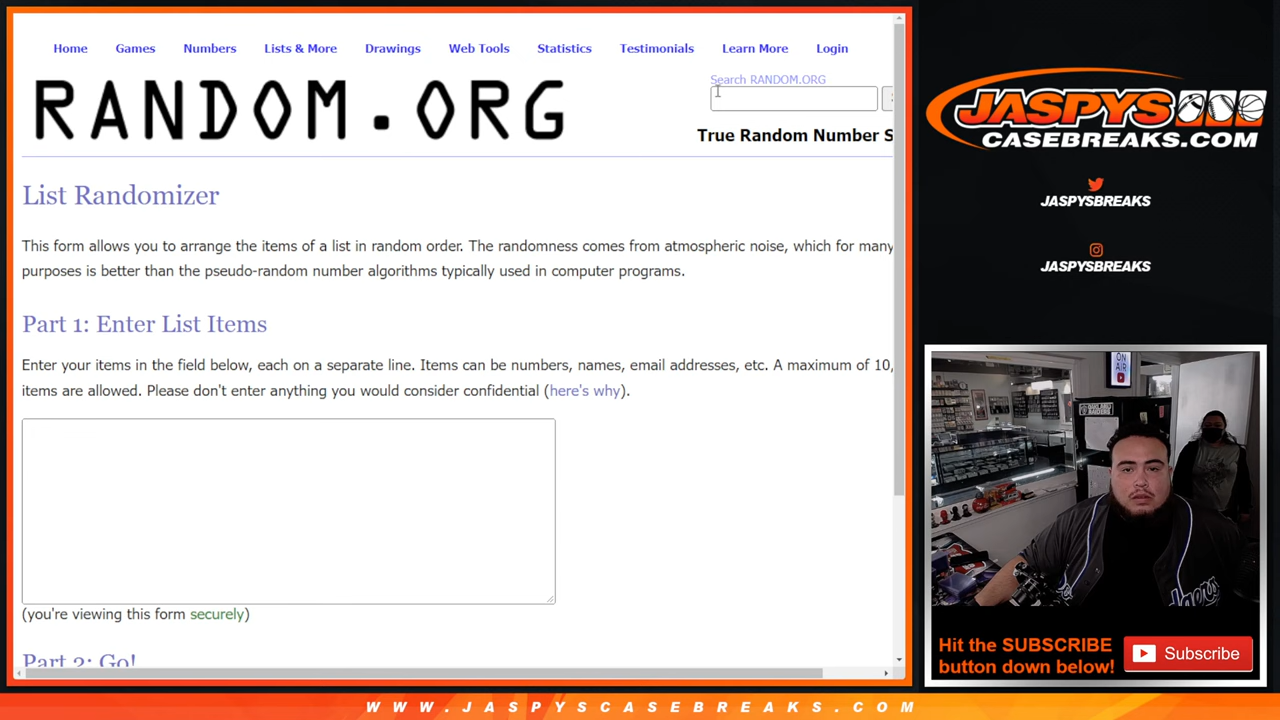 Home Games Numbers Lists & More Drawings Web Tools Statistics Testimonials Learn More Login
RANDOM.ORG
Search RANDOM.ORG
True Random Number S
List Randomizer
This form allows you to arrange the items of a list in random order. The randomness comes from atmospheric noise, which for many
purposes is better than the pseudo-random number algorithms typically used in computer programs.
Part 1: Enter List Items
Enter your items in the field below, each on a separate line. Items can be numbers, names, email addresses, etc. A maximum of 10,
items are allowed. Please don't enter anything you would consider confidential (here's why).
(you're viewing this form securely)
Part 2: Go!
JASPYS
CASEBREAKS.COM
JASPYSBREAKS
JASPYSBREAKS
ON
AIR
Hit the SUBSCRIBE
button down below!
Subscribe
WWW.JASPYSCASEBREAKS.COM